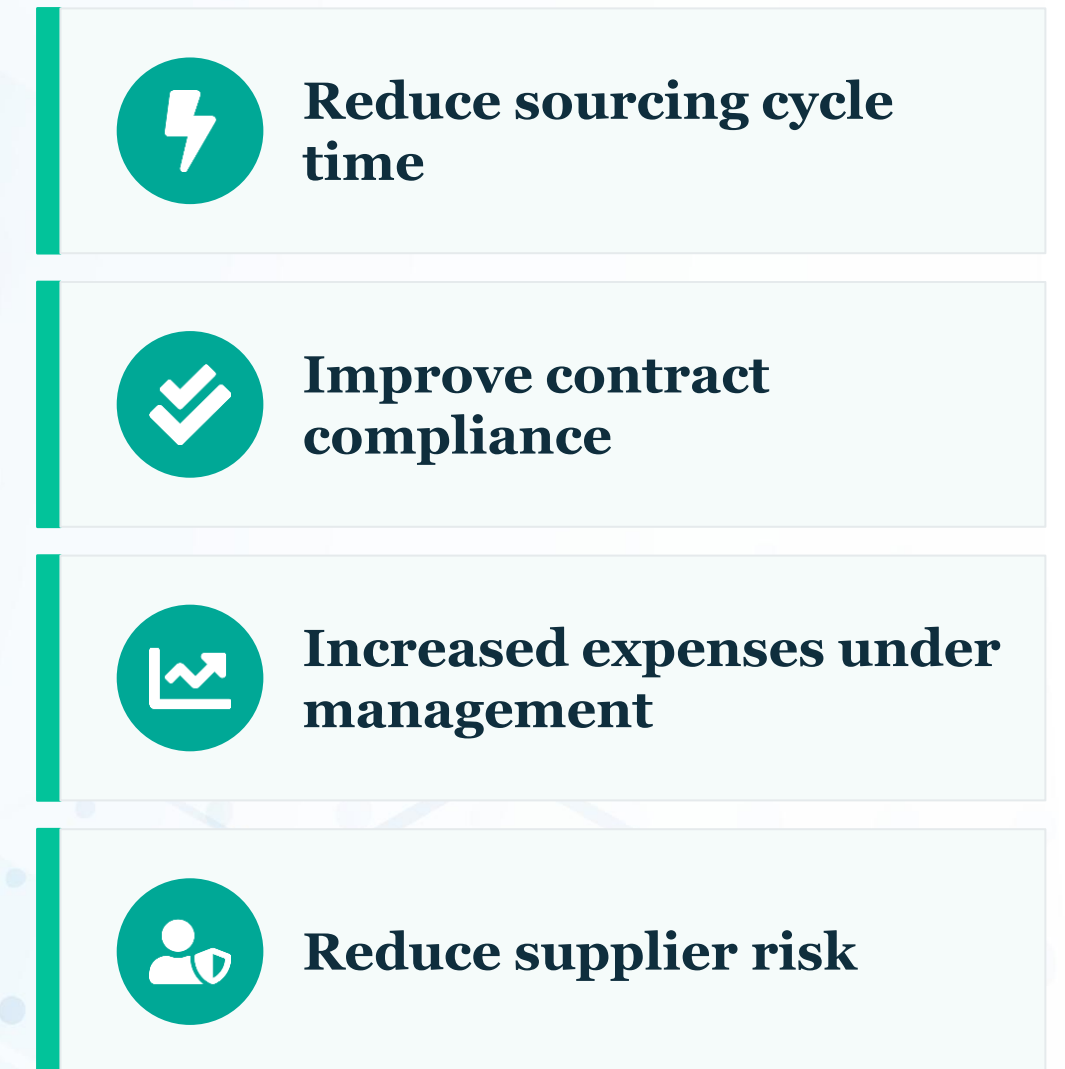 Reduce sourcing cycle
time
Improve contract
compliance
Increased expenses under
management
Reduce supplier risk